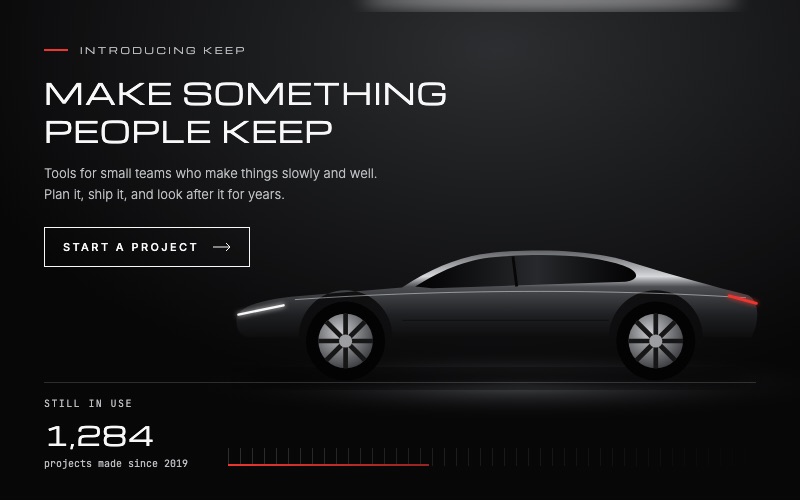 INTRODUCING KEEP
MAKE SOMETHING
PEOPLE KEEP
Tools for small teams who make things slowly and well.
Plan it, ship it, and look after it for years.
START A PROJECT
STILL IN USE
1,284
projects made since 2019